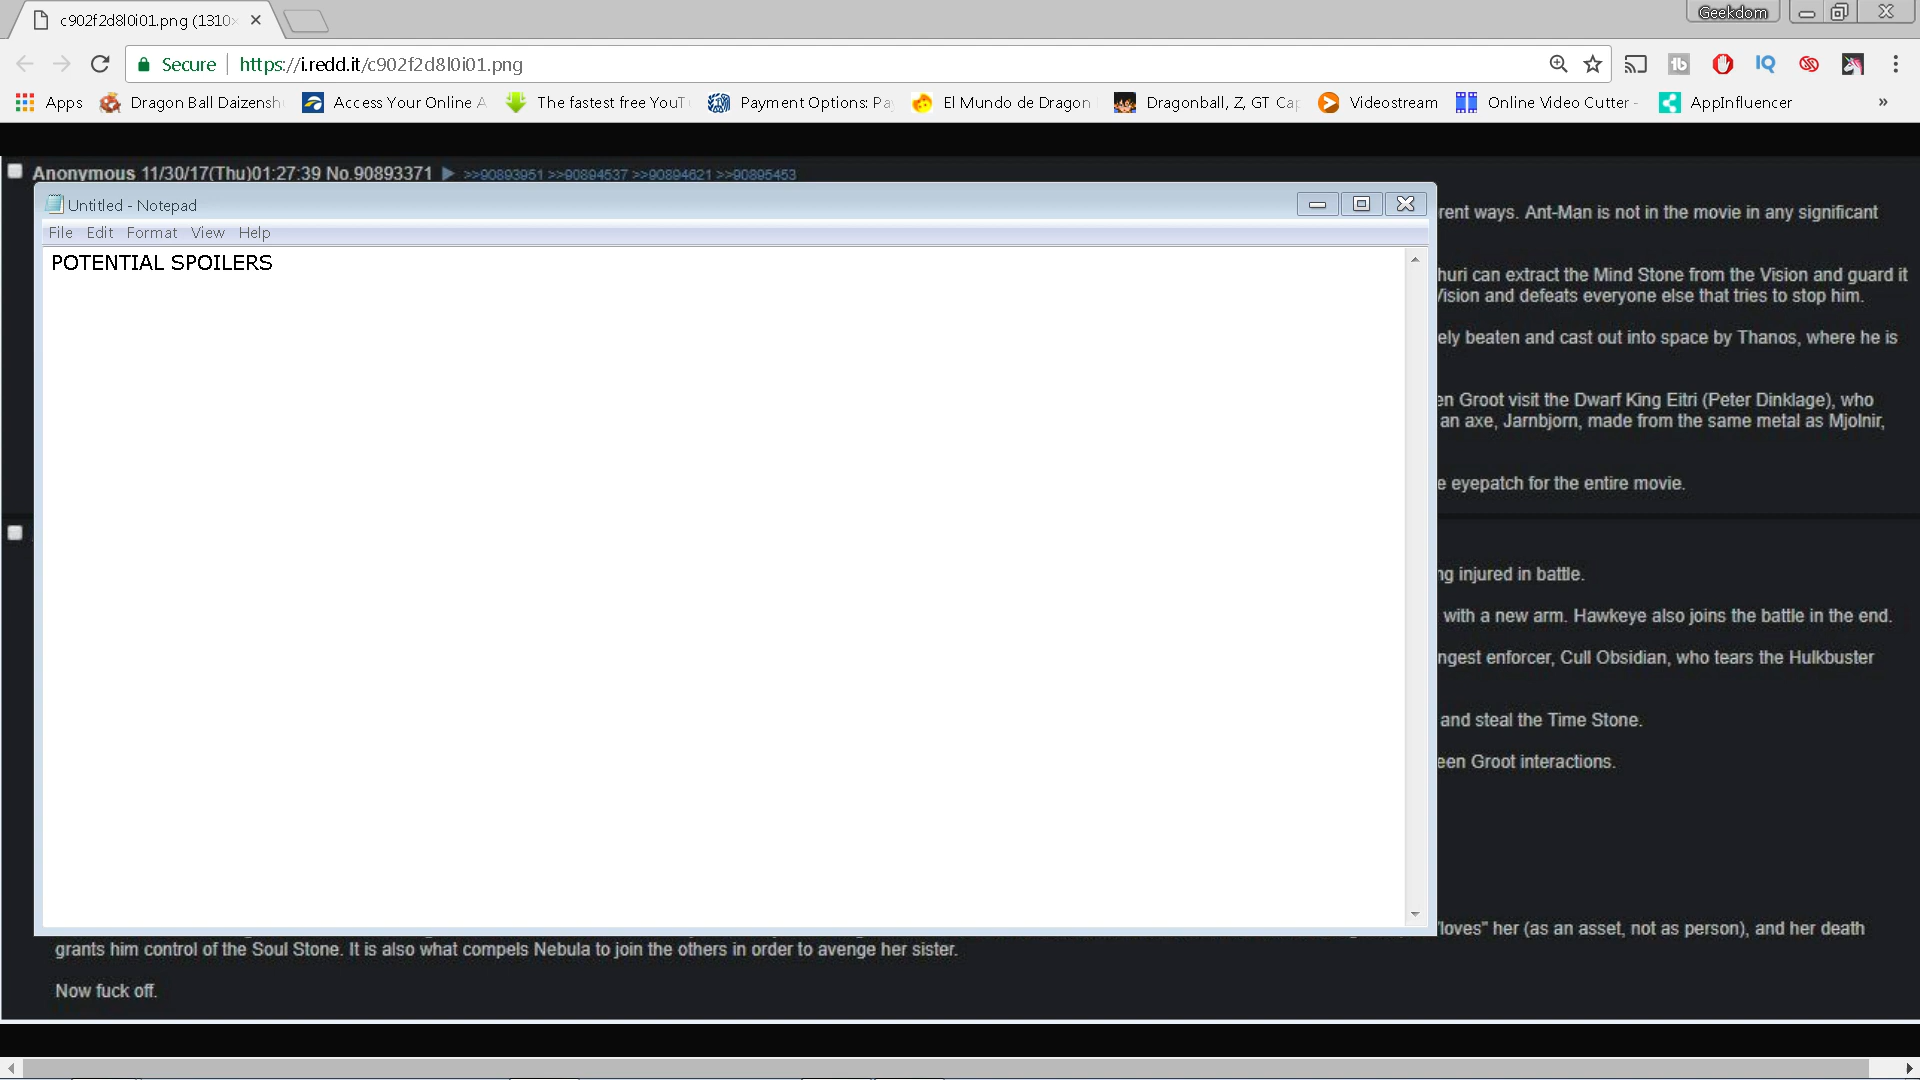 c902f2d8l0i01.png (1310×
Geekdom
Secure
https://i.redd.it/c902f2d8l0i01.png
Apps
Dragon Ball Daizensh
Access Your Online A
The fastest free YouT
Payment Options: Pa
El Mundo de Dragon
Dragonball, Z, GT Cap
Videostream
Online Video Cutter -
AppInfluencer
»
Anonymous 11/30/17(Thu)01:27:39 No.90893371 >>90893951 >>90894537 >>90894621 >>90895453
Untitled - Notepad
File Edit Format View Help
POTENTIAL SPOILERS
rent ways. Ant-Man is not in the movie in any significant
huri can extract the Mind Stone from the Vision and guard it
Vision and defeats everyone else that tries to stop him.
ely beaten and cast out into space by Thanos, where he is
en Groot visit the Dwarf King Eitri (Peter Dinklage), who
an axe, Jarnbjorn, made from the same metal as Mjolnir,
e eyepatch for the entire movie.
ng injured in battle.
with a new arm. Hawkeye also joins the battle in the end.
ngest enforcer, Cull Obsidian, who tears the Hulkbuster
and steal the Time Stone.
een Groot interactions.
"loves" her (as an asset, not as person), and her death
grants him control of the Soul Stone. It is also what compels Nebula to join the others in order to avenge her sister.
Now fuck off.